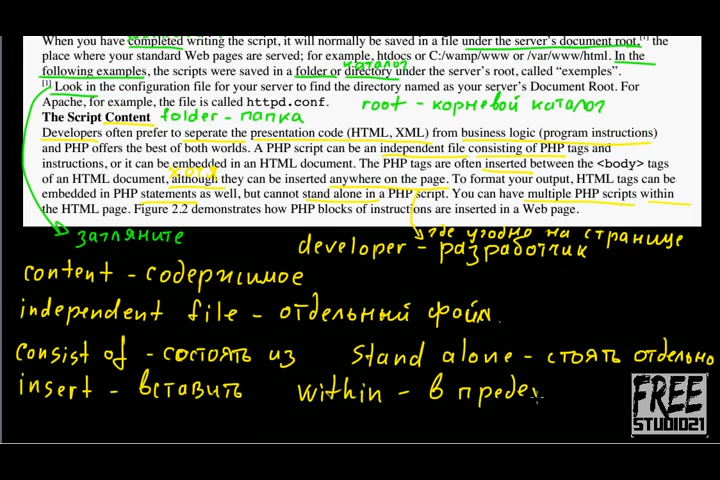 When you have completed writing the script, it will normally be saved in a file under the server's document root,[1] the
place where your standard Web pages are served; for example, htdocs or C:/wamp/www or /var/www/html. In the
каталог
following examples, the scripts were saved in a folder or directory under the server's root, called “exemples”.
[1] Look in the configuration file for your server to find the directory named as your server's Document Root. For
Apache, for example, the file is called httpd.conf.
root - корневой каталог
The Script Content folder - папка
Developers often prefer to seperate the presentation code (HTML, XML) from business logic (program instructions)
and PHP offers the best of both worlds. A PHP script can be an independent file consisting of PHP tags and
instructions, or it can be embedded in an HTML document. The PHP tags are often inserted between the <body> tags
хотя
of an HTML document, although they can be inserted anywhere on the page. To format your output, HTML tags can be
embedded in PHP statements as well, but cannot stand alone in a PHP script. You can have multiple PHP scripts within
the HTML page. Figure 2.2 demonstrates how PHP blocks of instructions are inserted in a Web page.
загляните
где угодно на странице
developer - разработчик
content - содержимое
independent file - отдельный файл.
consist of - состоять из stand alone - стоять отдельно
insert - вставить within - в преде
FREE
STUDIO21